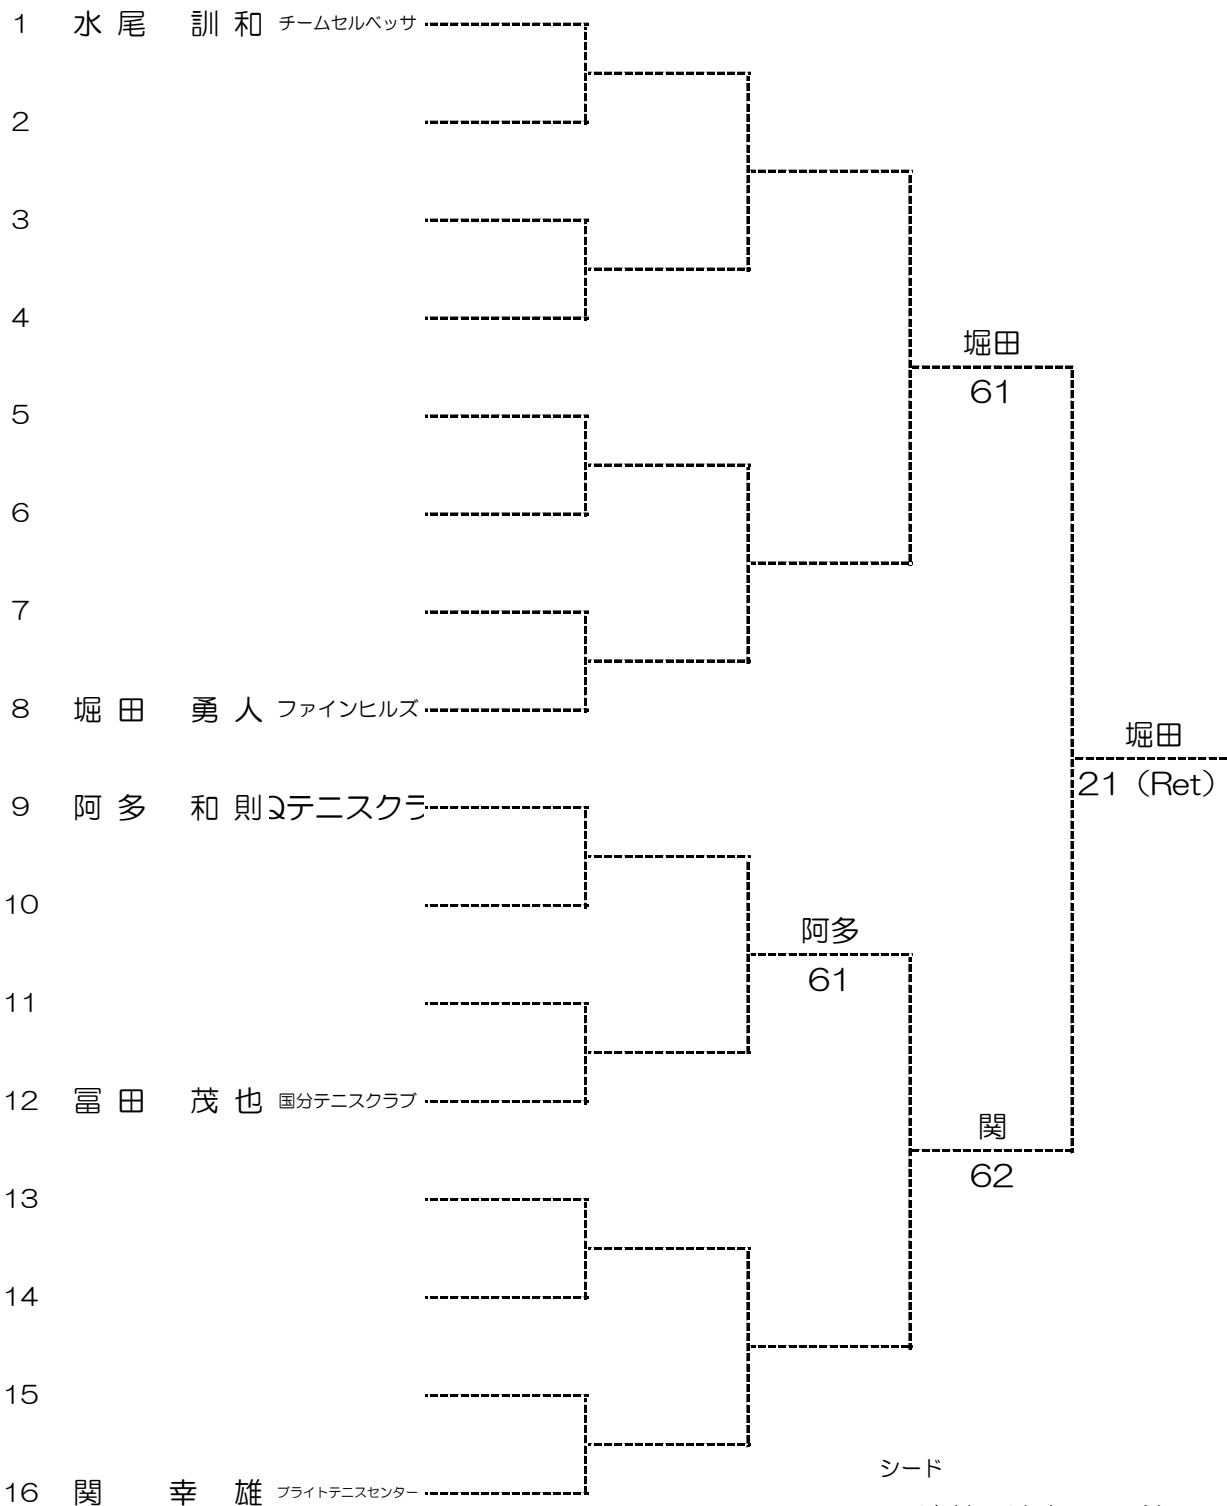 1 水尾 訓和 チームセルベッサ
2
3
4
堀田
61
5
6
7
8 堀田 勇人 ファインヒルズ
堀田
21（Ret）
9 阿多 和則 テニスクラ
10
阿多
61
11
12 冨田 茂也 国分テニスクラブ
関
62
13
14
15
シード
16 関 幸雄 ブライトテニスセンター